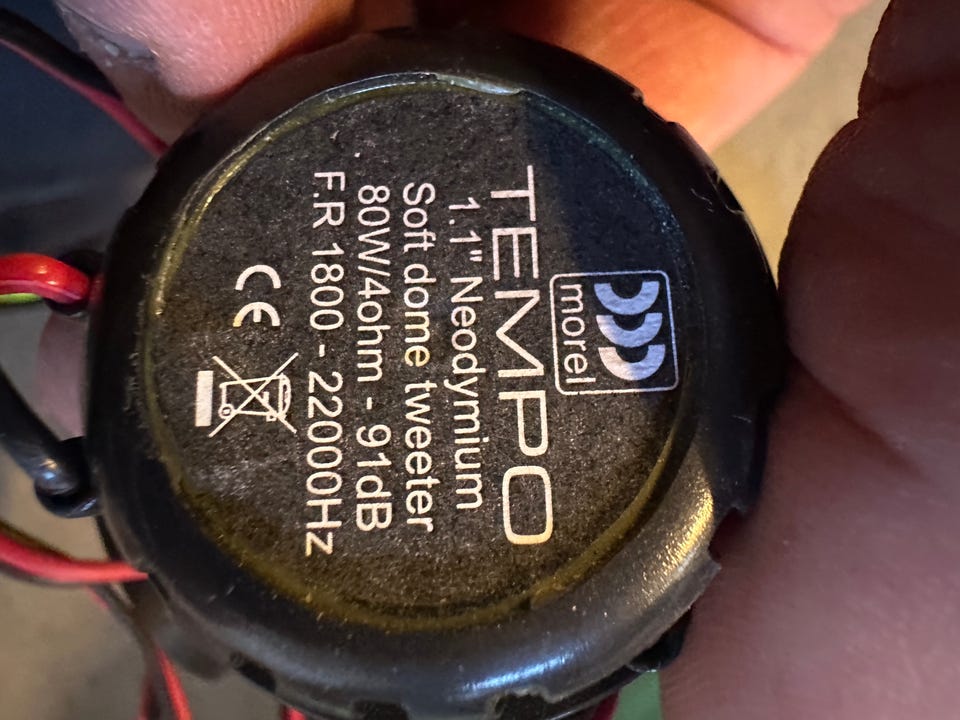 morel
TEMPO
1.1" Neodymium
Soft dome tweeter
80W/4ohm - 91dB
F.R 1800 - 22000Hz
CE